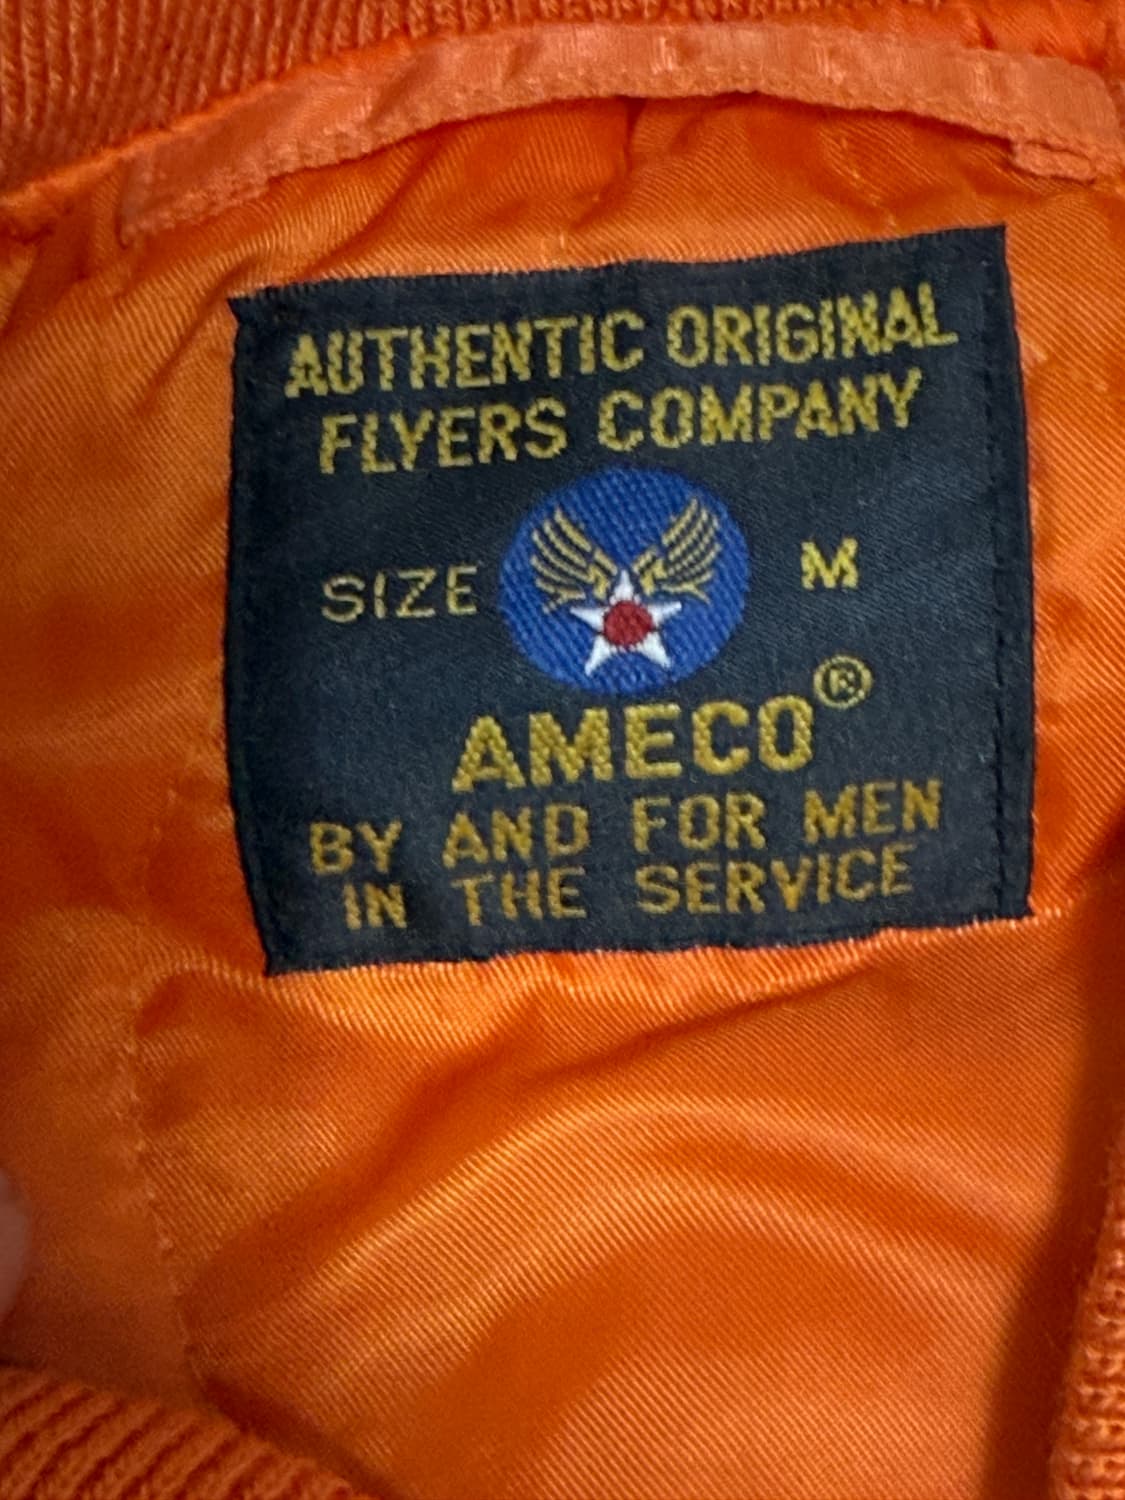 AUTHENTIC ORIGINAL
FLYERS COMPANY
SIZE M
AMECO®
BY AND FOR MEN
IN THE SERVICE